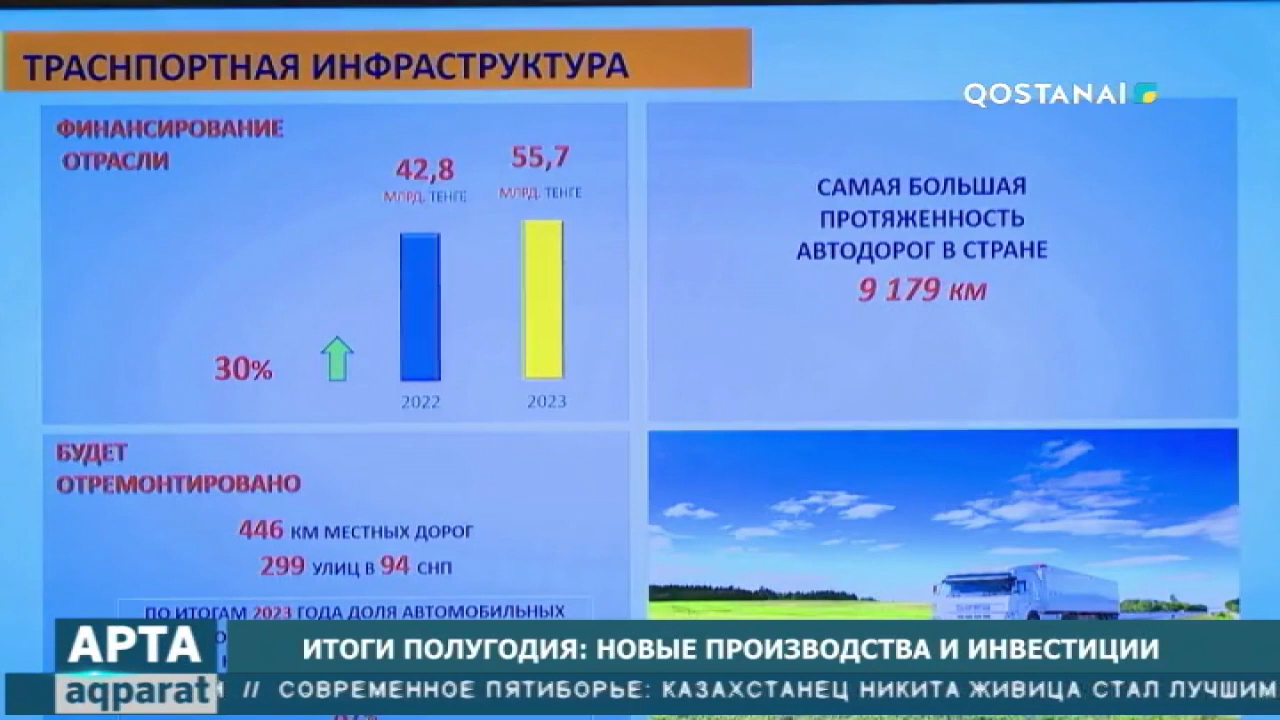 ТРАСНПОРТНАЯ ИНФРАСТРУКТУРА
QOSTANAI
ФИНАНСИРОВАНИЕ
ОТРАСЛИ
42,8
МЛРД. ТЕНГЕ
55,7
МЛРД. ТЕНГЕ
30%
2022
2023
САМАЯ БОЛЬШАЯ
ПРОТЯЖЕННОСТЬ
АВТОДОРОГ В СТРАНЕ
9 179 КМ
БУДЕТ
ОТРЕМОНТИРОВАНО
446 КМ МЕСТНЫХ ДОРОГ
299 УЛИЦ В 94 СНП
ПО ИТОГАМ 2023 ГОДА ДОЛЯ АВТОМОБИЛЬНЫХ
АРТА
aqparat
ИТОГИ ПОЛУГОДИЯ: НОВЫЕ ПРОИЗВОДСТВА И ИНВЕСТИЦИИ
// СОВРЕМЕННОЕ ПЯТИБОРЬЕ: КАЗАХСТАНЕЦ НИКИТА ЖИВИЦА СТАЛ ЛУЧШИМ